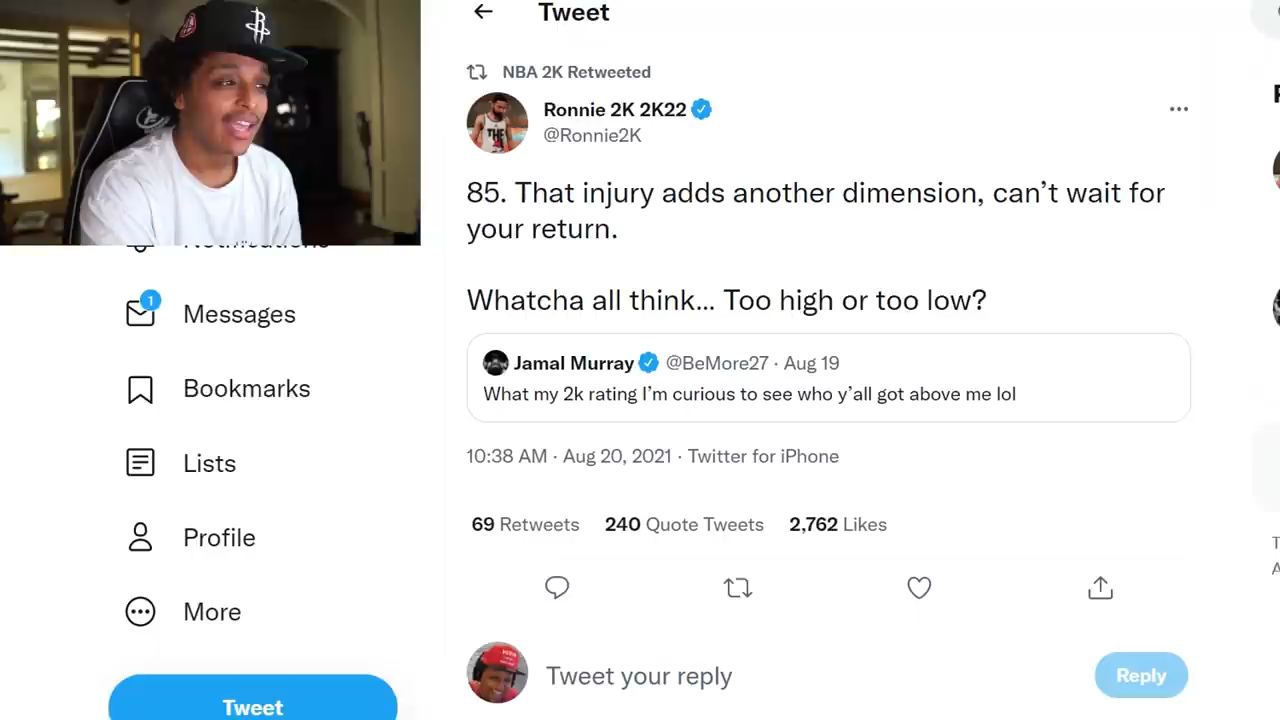 Tweet
NBA 2K Retweeted
Ronnie 2K 2K22
@Ronnie2K
85. That injury adds another dimension, can't wait for
your return.
Whatcha all think... Too high or too low?
Jamal Murray @BeMore27 · Aug 19
What my 2k rating I'm curious to see who y'all got above me lol
10:38 AM · Aug 20, 2021 · Twitter for iPhone
69 Retweets 240 Quote Tweets 2,762 Likes
Tweet your reply
Reply
Notifications
1
Messages
Bookmarks
Lists
Profile
More
Tweet